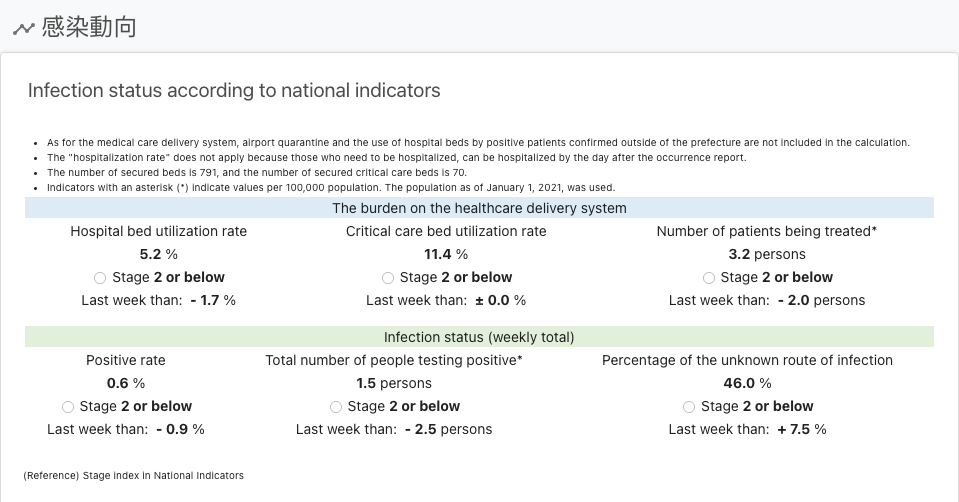 感染動向
Infection status according to national indicators
• As for the medical care delivery system, airport quarantine and the use of hospital beds by positive patients confirmed outside of the prefecture are not included in the calculation.
• The "hospitalization rate" does not apply because those who need to be hospitalized, can be hospitalized by the day after the occurrence report.
• The number of secured beds is 791, and the number of secured critical care beds is 70.
• Indicators with an asterisk (*) indicate values per 100,000 population. The population as of January 1, 2021, was used.
The burden on the healthcare delivery system
Hospital bed utilization rate Critical care bed utilization rate Number of patients being treated*
5.2 % 11.4 % 3.2 persons
Stage 2 or below Stage 2 or below Stage 2 or below
Last week than: - 1.7 % Last week than: ± 0.0 % Last week than: - 2.0 persons
Infection status (weekly total)
Positive rate Total number of people testing positive* Percentage of the unknown route of infection
0.6 % 1.5 persons 46.0 %
Stage 2 or below Stage 2 or below Stage 2 or below
Last week than: - 0.9 % Last week than: - 2.5 persons Last week than: + 7.5 %
(Reference) Stage index in National Indicators